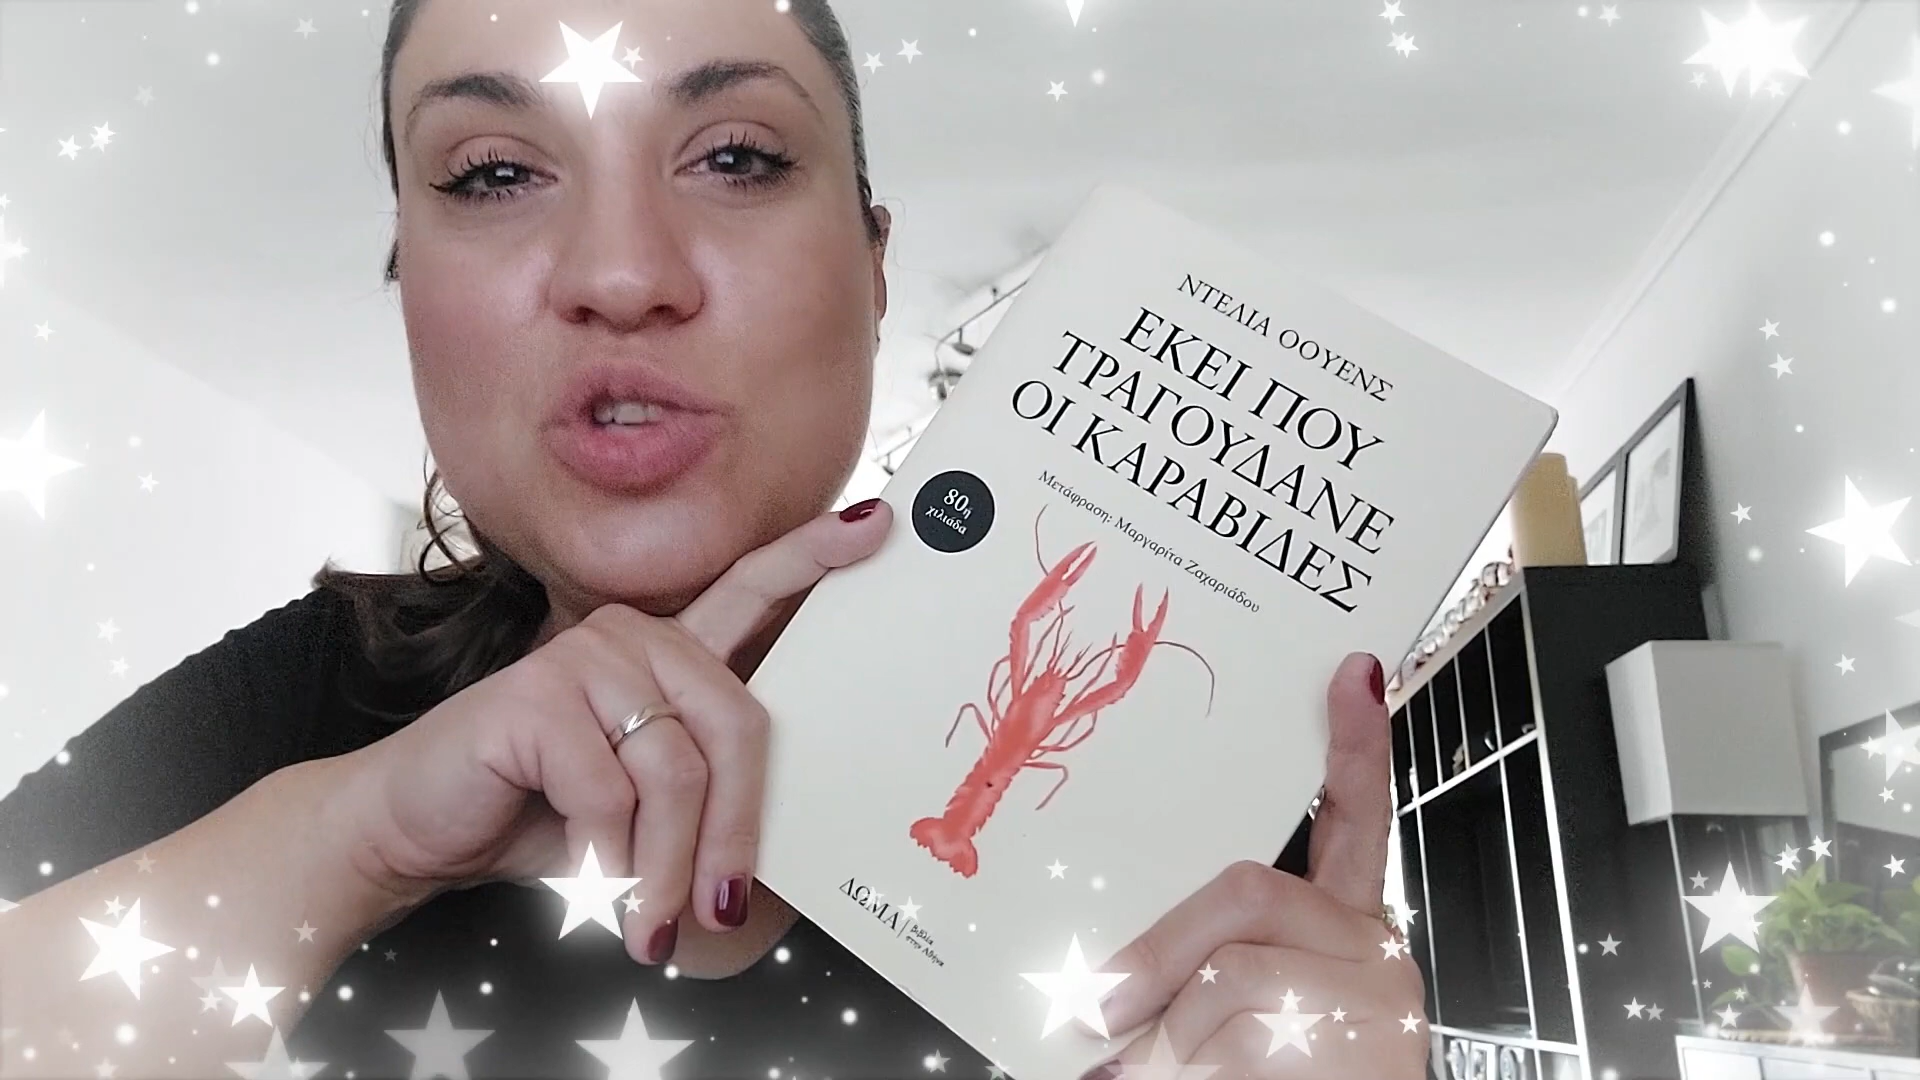 ΝΤΕΛΙΑ ΟΟΥΕΝΣ
ΕΚΕΙ ΠΟΥ
ΤΡΑΓΟΥΔΑΝΕ
ΟΙ ΚΑΡΑΒΙΔΕΣ
Μετάφραση: Μαργαρίτα Ζαχαριάδου
80ή
χιλιάδα
ΔΩΜΑ
Βιβλία
στην Αθήνα